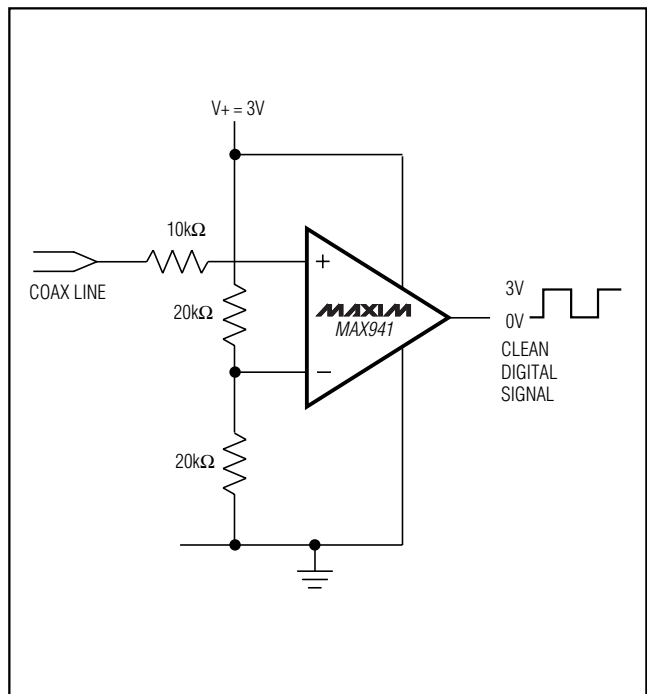 V+ = 3V
10kΩ
+
COAX LINE
20kΩ
MAXIM
MAX941
3V
0V
CLEAN
DIGITAL
SIGNAL
−
20kΩ